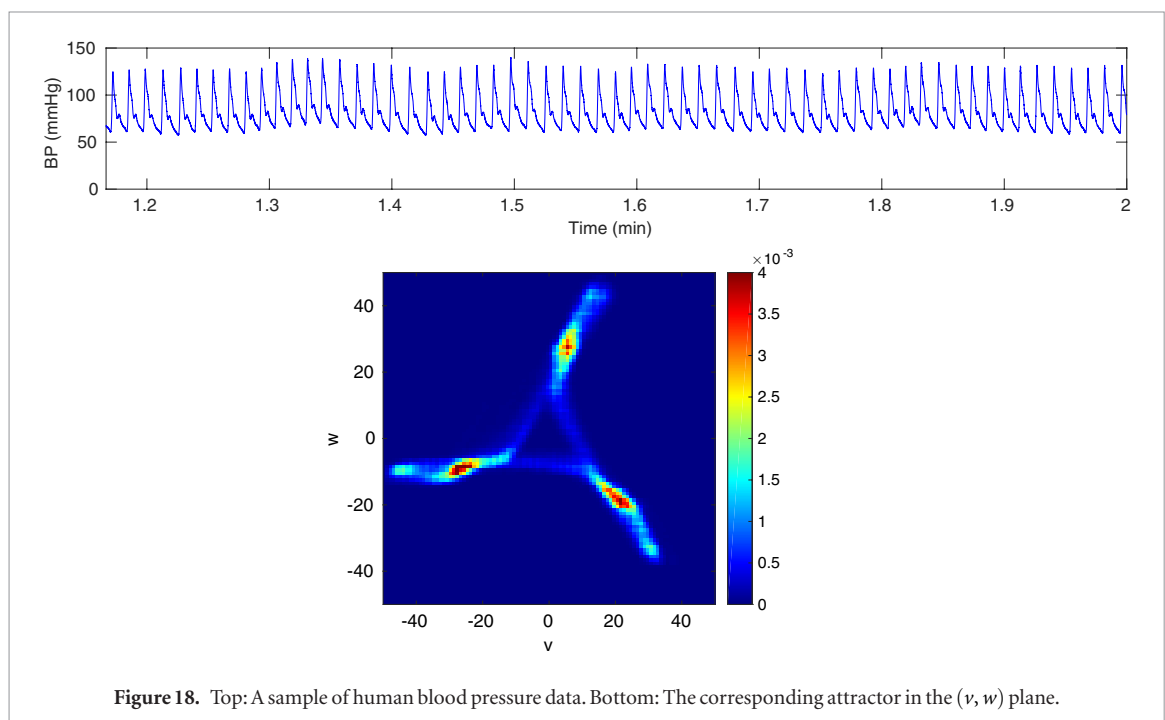 150
100
50
0
BP (mmHg)
1.2 1.3 1.4 1.5 1.6 1.7 1.8 1.9 2
Time (min)
×10⁻³
40
20
0
-20
-40
w
-40 -20 0 20 40
v
4
3.5
3
2.5
2
1.5
1
0.5
0
Figure 18. Top: A sample of human blood pressure data. Bottom: The corresponding attractor in the (v, w) plane.